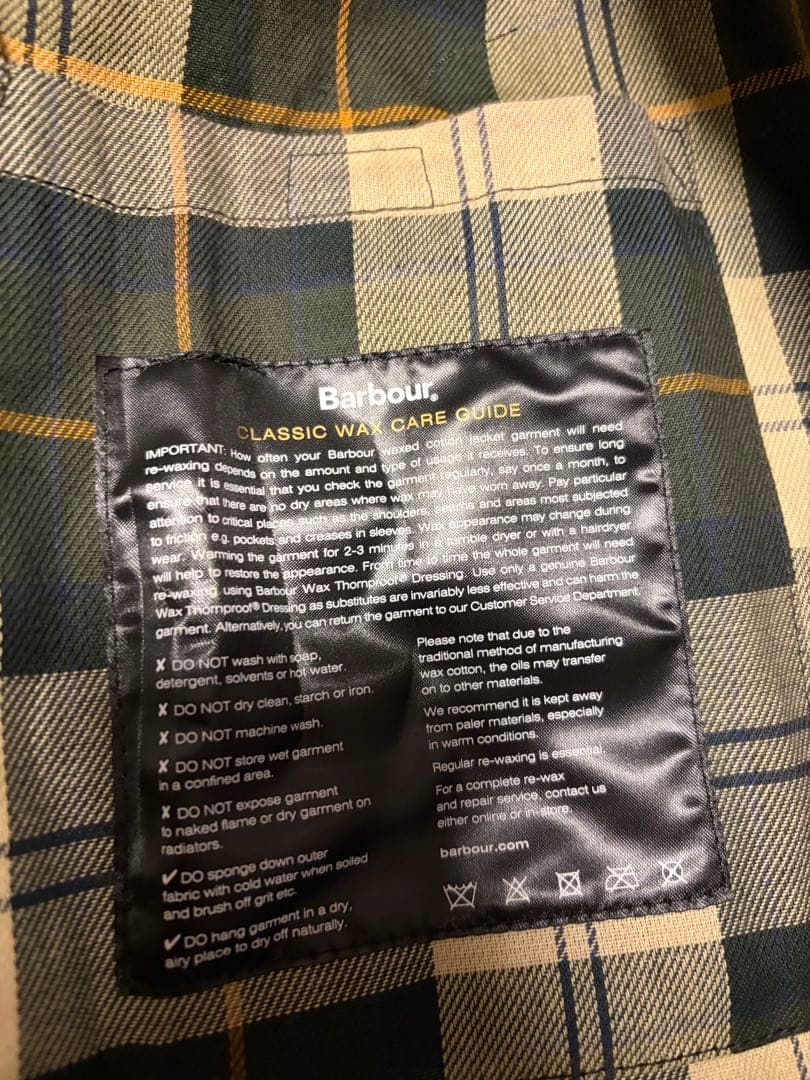 Barbour®
CLASSIC WAX CARE GUIDE
IMPORTANT: How often your Barbour waxed cotton jacket garment will need
re-waxing depends on the amount and type of usage it receives. To ensure long
service it is essential that you check the garment regularly, say once a month, to
ensure that there are no dry areas where wax may have worn away. Pay particular
attention to critical places such as the shoulders, seams and areas most subjected
to friction e.g. pockets and creases in sleeves. Wax appearance may change during
wear. Warming the garment for 2-3 minutes in a tumble dryer or with a hairdryer
will help to restore the appearance. From time to time the whole garment will need
re-waxing using Barbour Wax Thornproof® Dressing. Use only a genuine Barbour
Wax Thornproof® Dressing as substitutes are invariably less effective and can harm the
garment. Alternatively, you can return the garment to our Customer Service Department
✘ DO NOT wash with soap,
detergent, solvents or hot water.
✘ DO NOT dry clean, starch or iron.
✘ DO NOT machine wash.
✘ DO NOT store wet garment
in a confined area.
✘ DO NOT expose garment
to naked flame or dry garment on
radiators.
✔ DO sponge down outer
fabric with cold water when soiled
and brush off grit etc.
✔ DO hang garment in a dry,
airy place to dry off naturally.
Please note that due to the
traditional method of manufacturing
wax cotton, the oils may transfer
on to other materials.
We recommend it is kept away
from paler materials, especially
in warm conditions.
Regular re-waxing is essential.
For a complete re-wax
and repair service, contact us
either online or in-store.
barbour.com